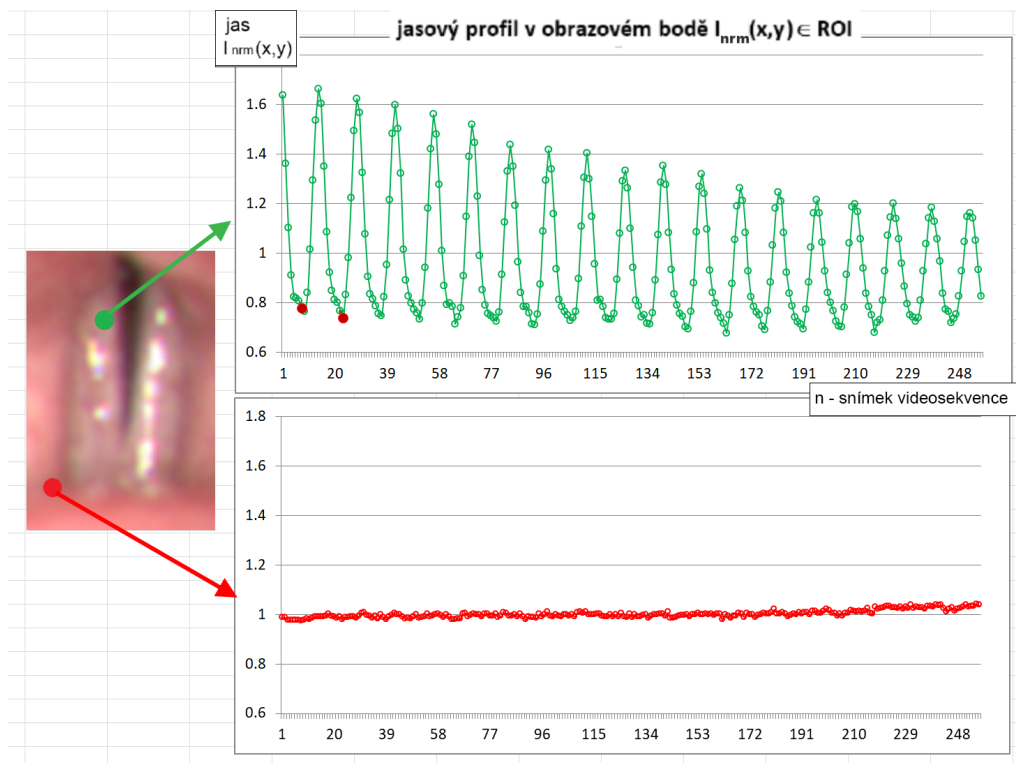 jas
I nrm (x,y)
jasový profil v obrazovém bodě Inrm(x,y)∈ ROI
1.6
1.4
1.2
1
0.8
0.6
1 20 39 58 77 96 115 134 153 172 191 210 229 248
n - snímek videosekvence
1.8
1.6
1.4
1.2
1
0.8
0.6
1 20 39 58 77 96 115 134 153 172 191 210 229 248